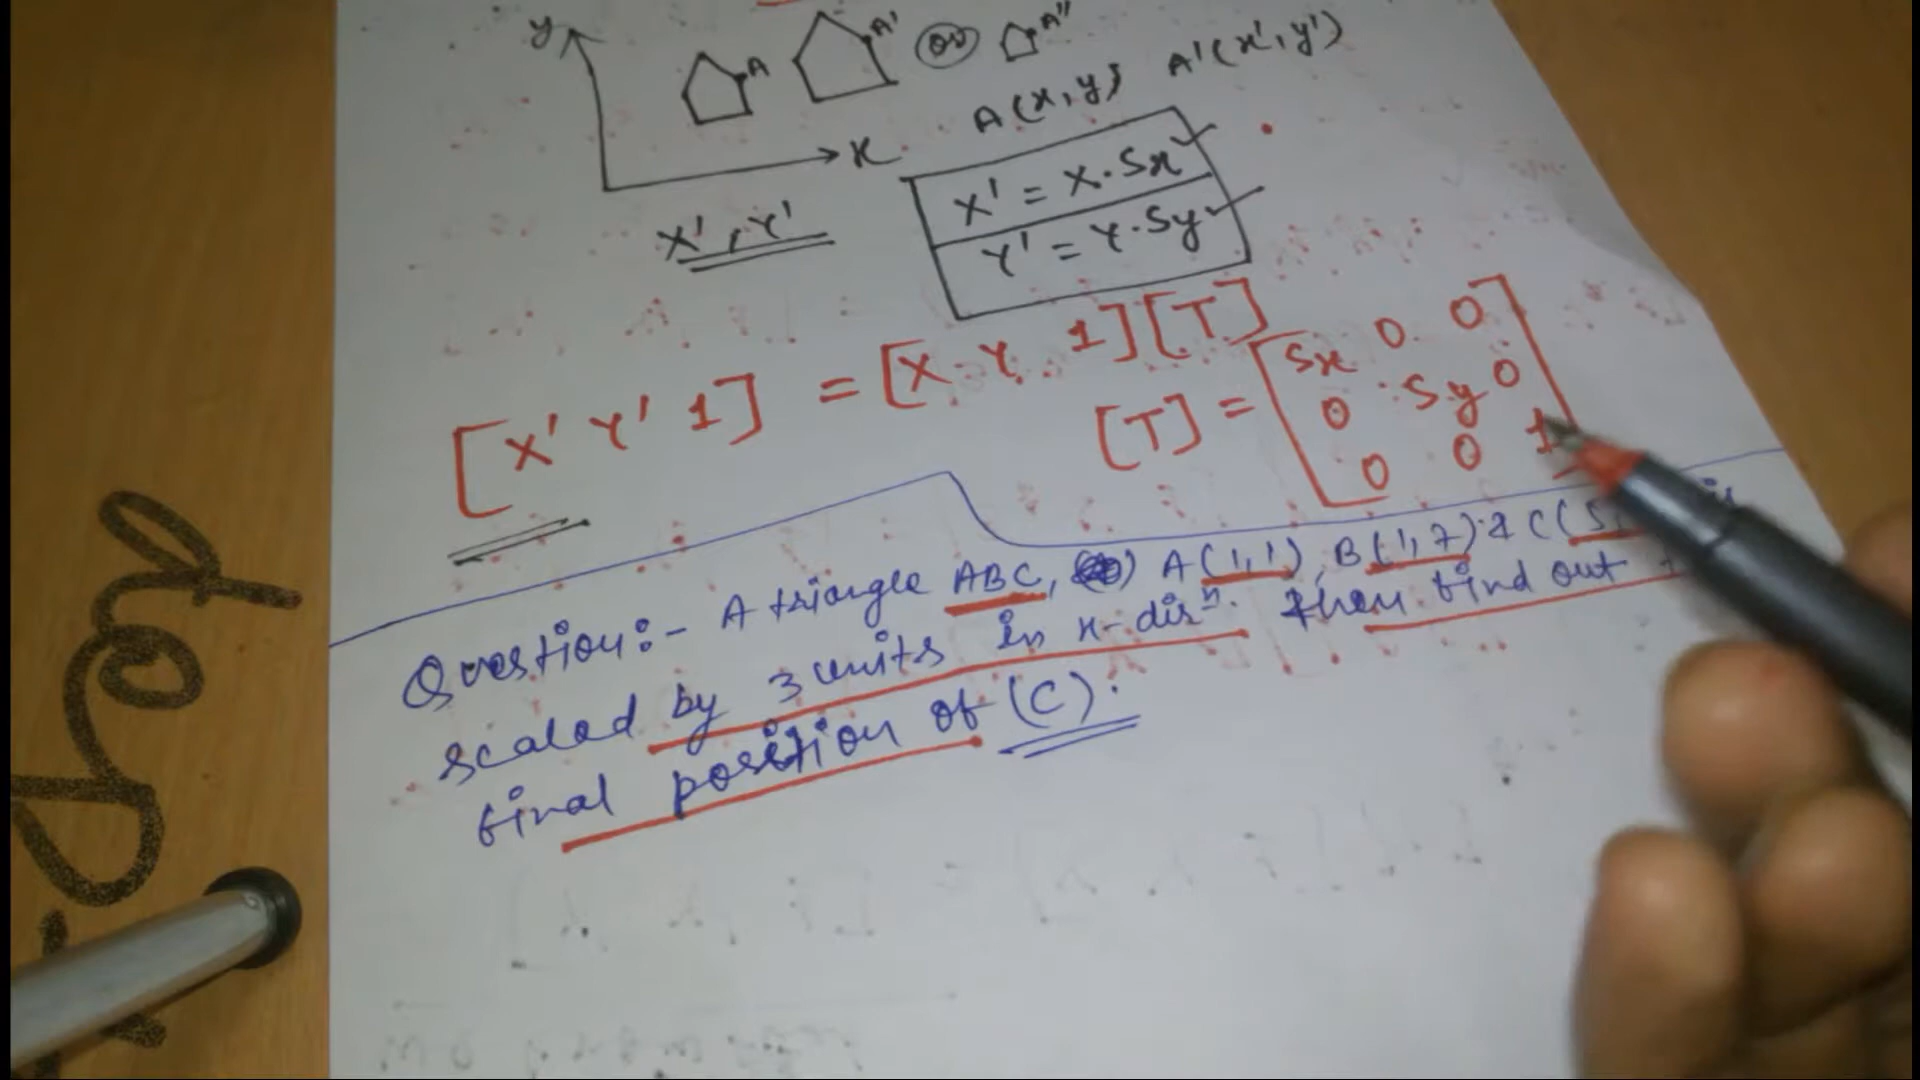 y A A' or A"
x A(x,y) A'(x',y')
X', Y'
X' = X·Sx
Y' = Y·Sy
[X' Y' 1] = [X Y 1][T]
[T] = [Sx 0 0
0 Sy 0
0 0 1]
Question:- A triangle ABC, A(1,1), B(1,7) & C(5, is
scaled by 3 units in x-dirⁿ. then find out
final position of (C).